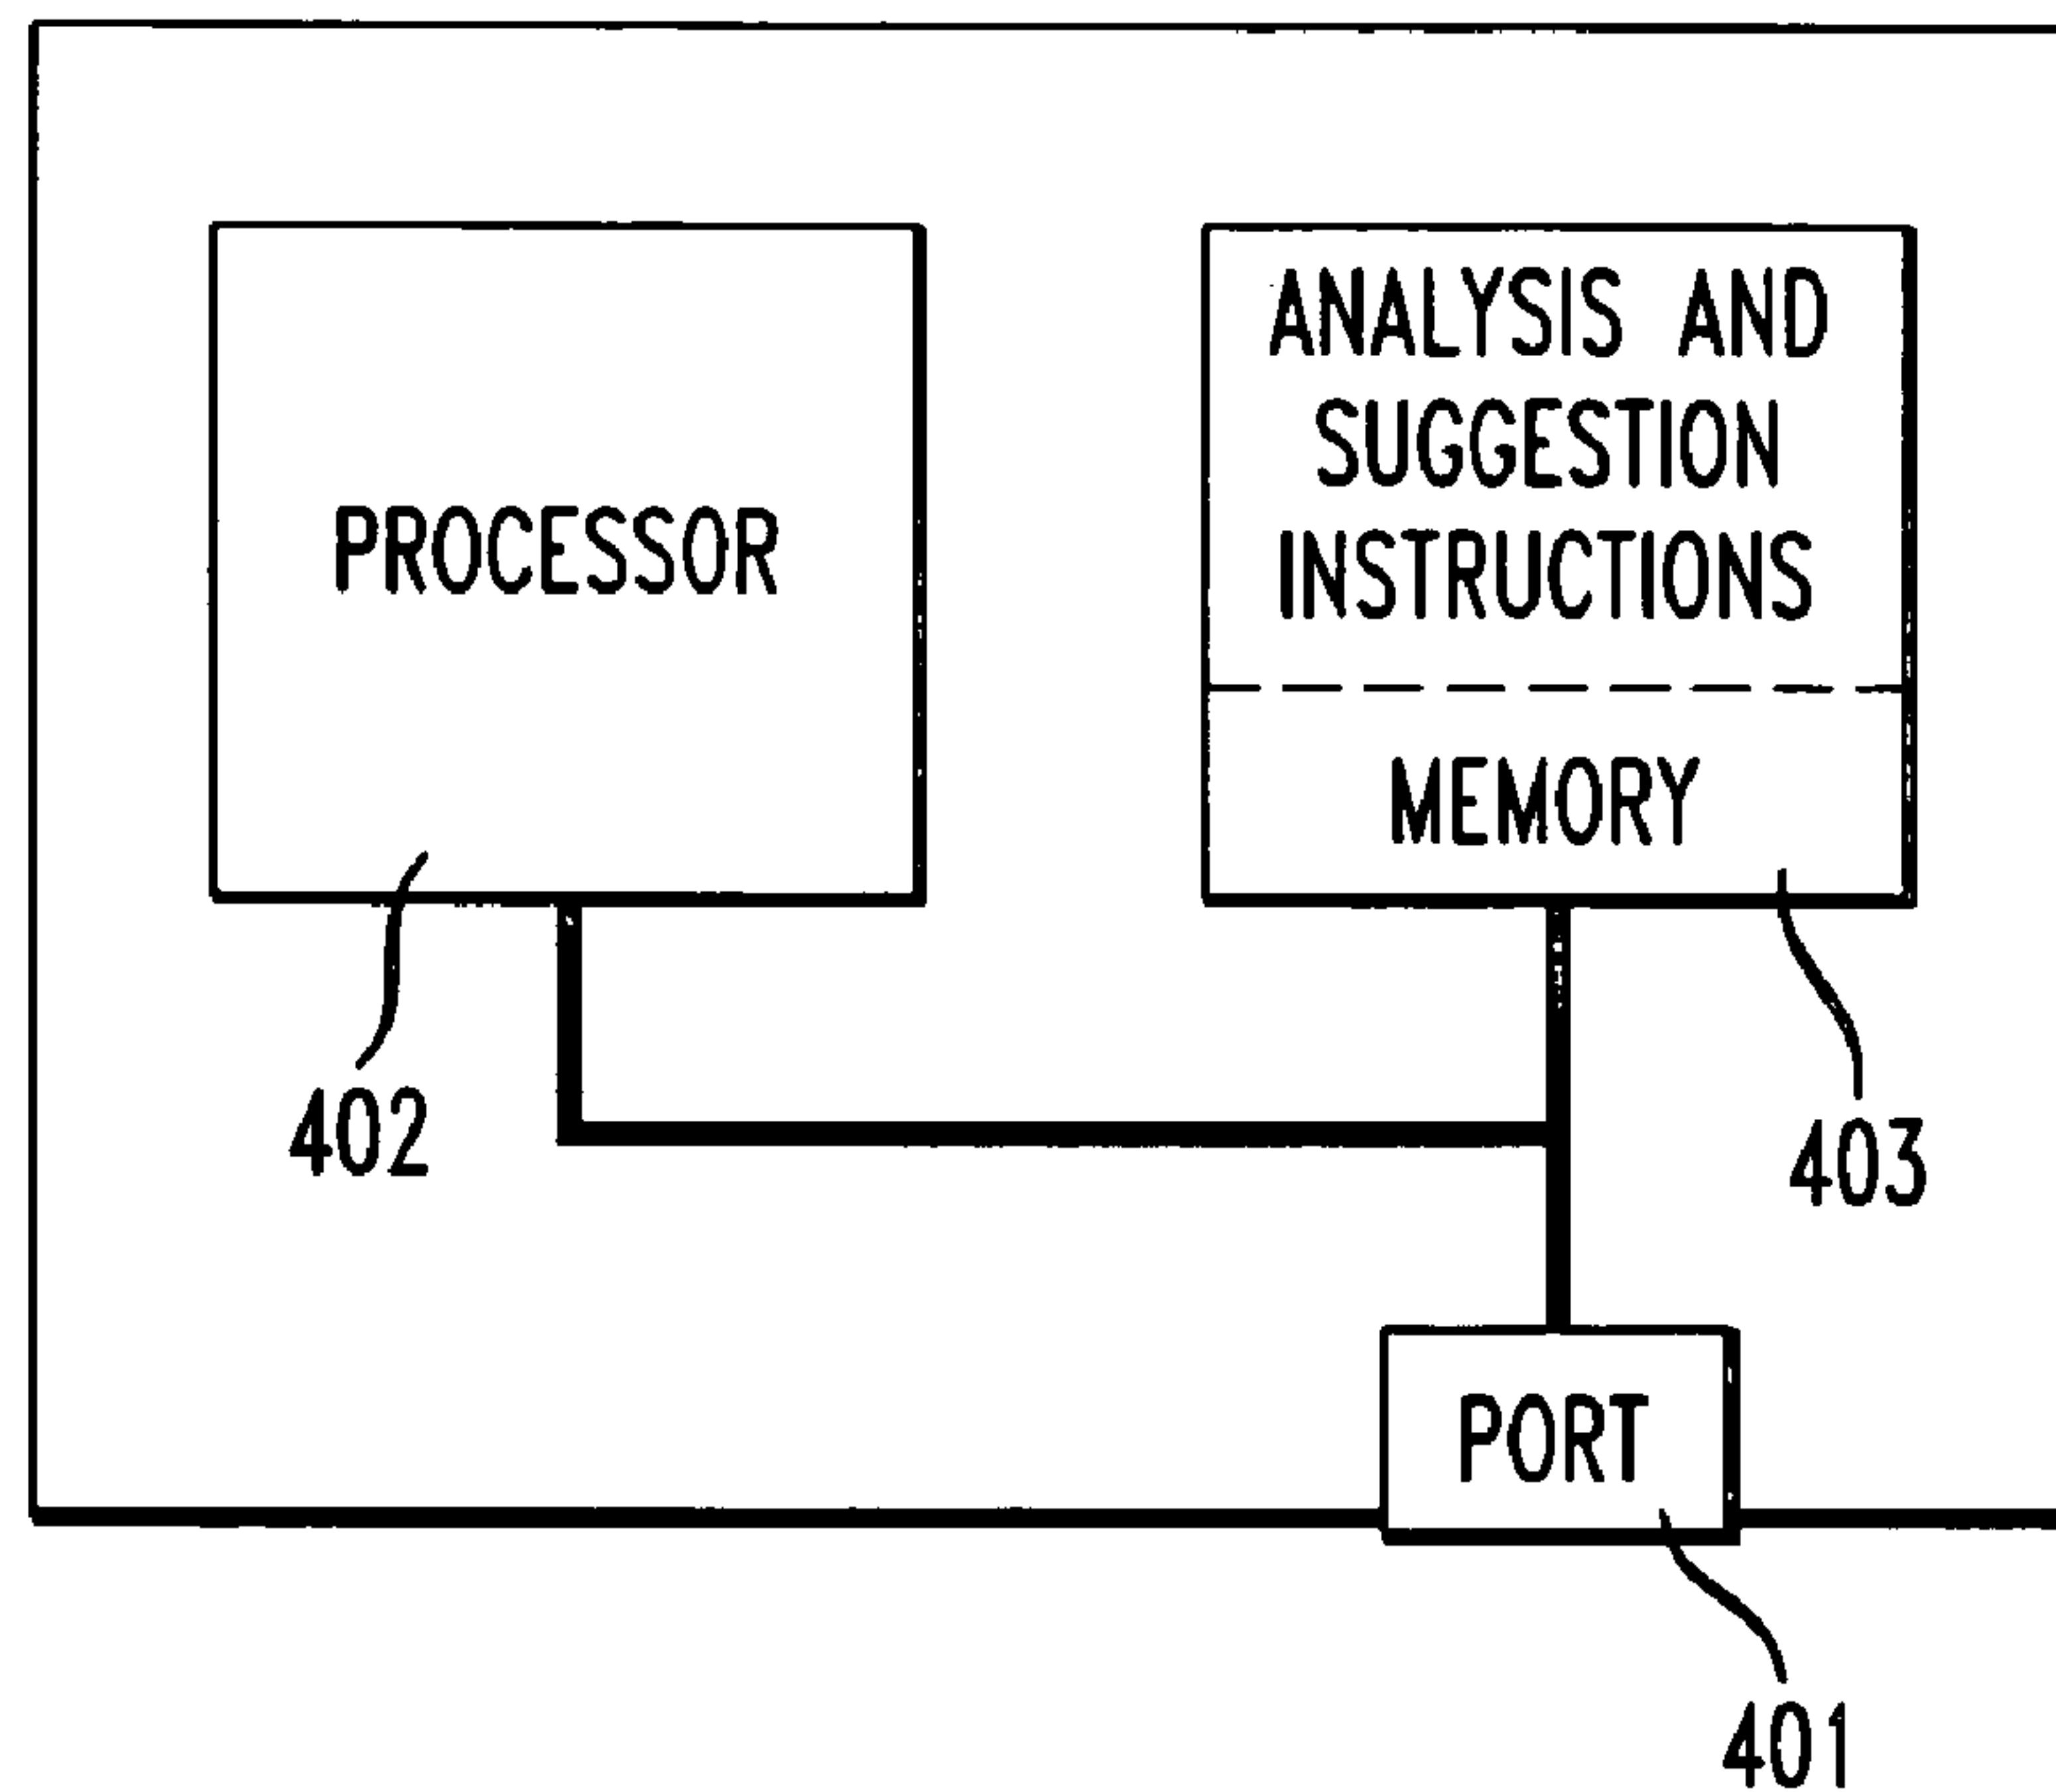 PROCESSOR
ANALYSIS AND
SUGGESTION
INSTRUCTIONS
MEMORY
402
403
PORT
401